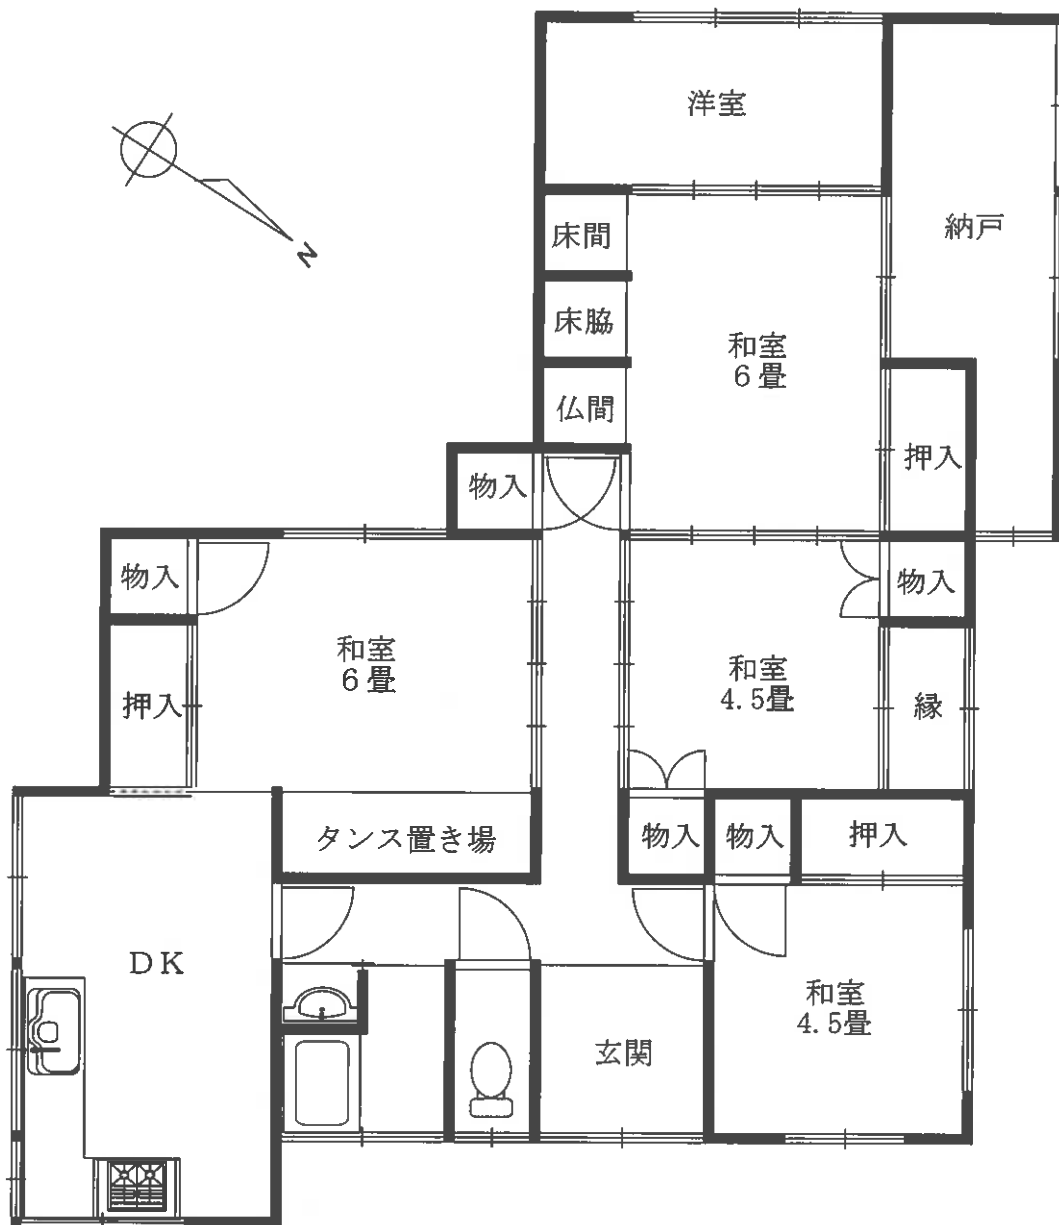 洋室
納戸
N
床間
床脇
仏間
和室
6畳
押入
物入
物入
押入
和室
6畳
物入
和室
4.5畳
縁
タンス置き場
物入
物入
押入
DK
玄関
和室
4.5畳